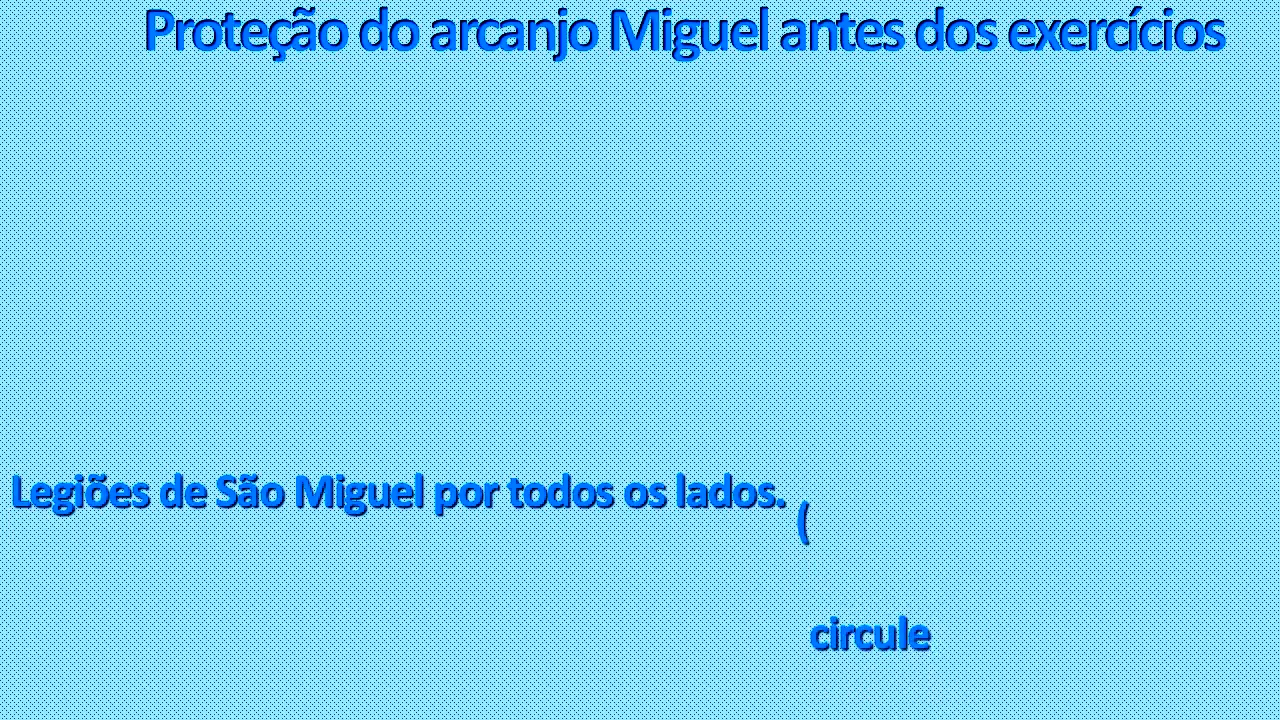 Proteção do arcanjo Miguel antes dos exercícios
Legiões de São Miguel por todos os lados. (
circule